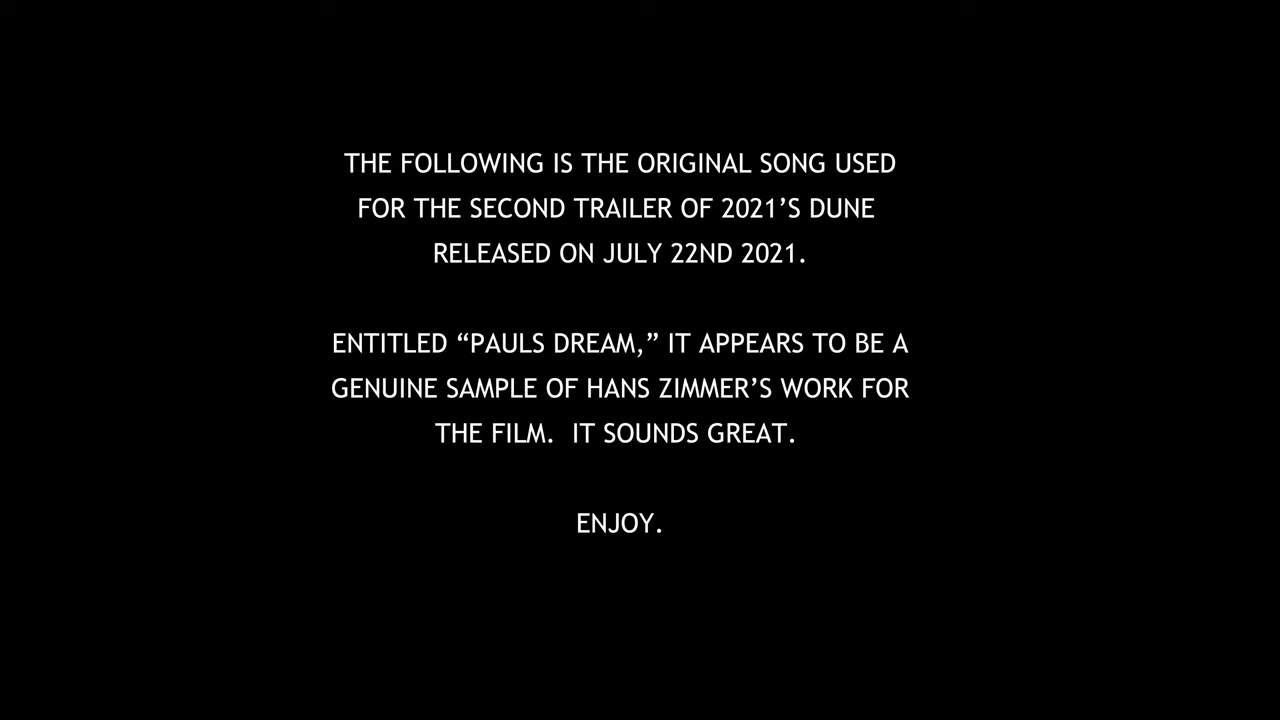 THE FOLLOWING IS THE ORIGINAL SONG USED
FOR THE SECOND TRAILER OF 2021’S DUNE
RELEASED ON JULY 22ND 2021.
ENTITLED “PAULS DREAM,” IT APPEARS TO BE A
GENUINE SAMPLE OF HANS ZIMMER’S WORK FOR
THE FILM.  IT SOUNDS GREAT.
ENJOY.